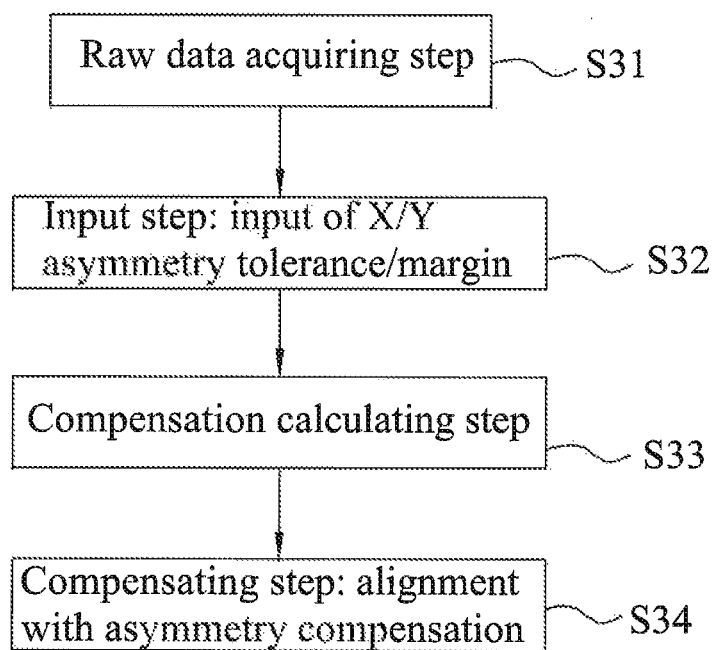 Raw data acquiring step
S31
Input step: input of X/Y
asymmetry tolerance/margin
S32
Compensation calculating step
S33
Compensating step: alignment
with asymmetry compensation
S34